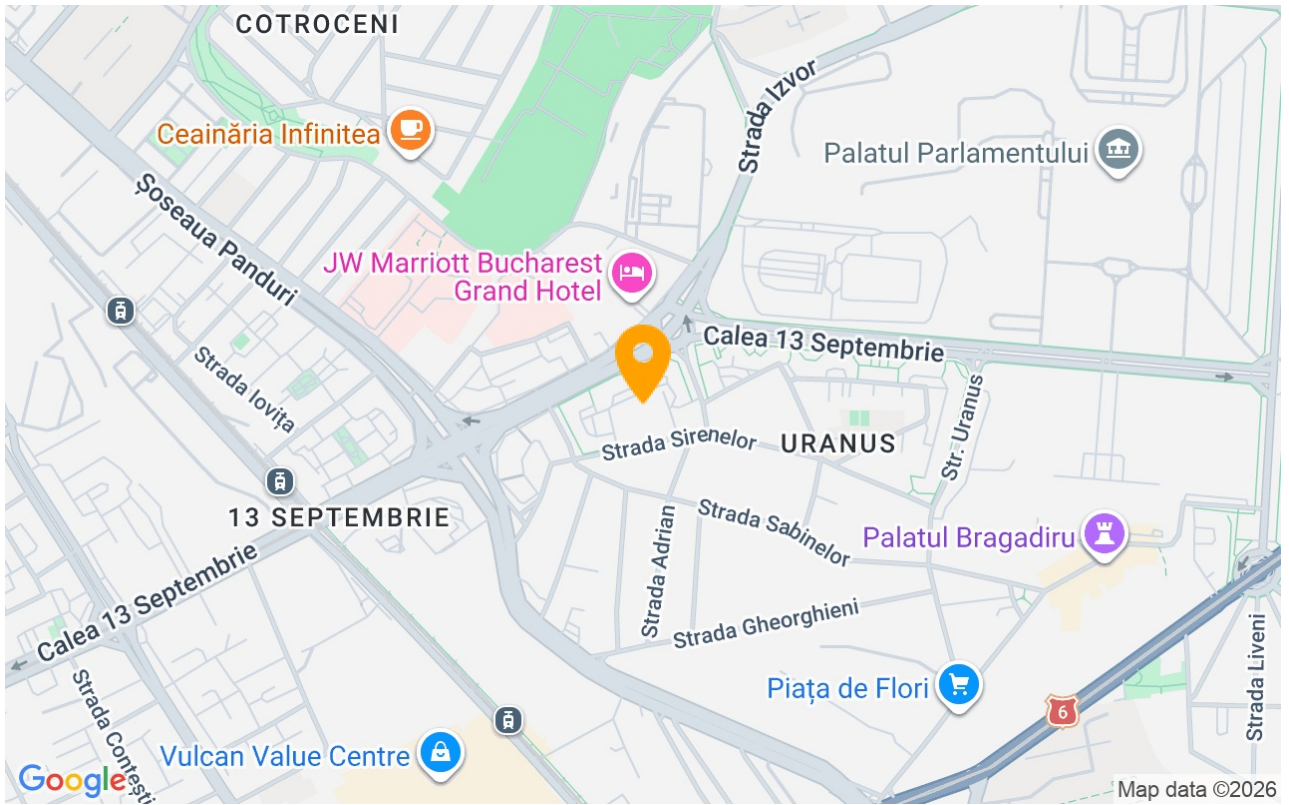 COTROCENI
Strada Izvor
Ceainăria Infinitea
Palatul Parlamentului
Șoseaua Panduri
JW Marriott Bucharest
Grand Hotel
Calea 13 Septembrie
Strada Iovița
Str. Uranus
Strada Sirenelor
URANUS
13 SEPTEMBRIE
Strada Sabinelor
Palatul Bragadiru
Strada Adrian
Calea 13 Septembrie
Strada Gheorghieni
Strada Liveni
Piața de Flori
6
Strada Contești
Vulcan Value Centre
Google
Map data ©2026